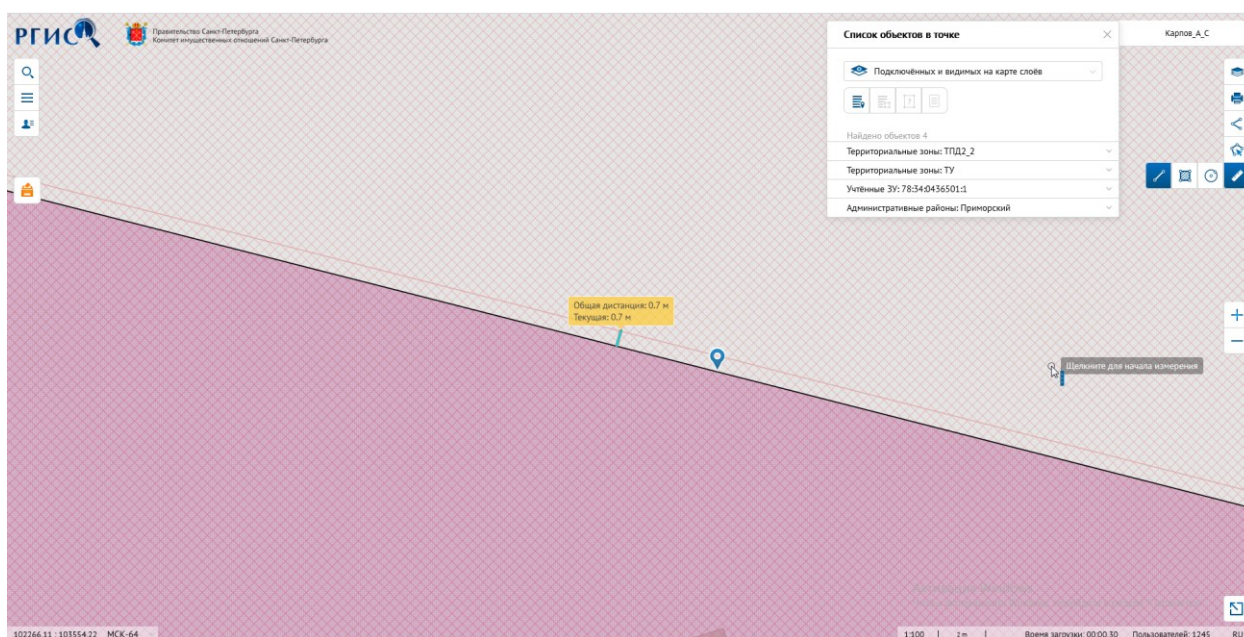 РГИС
Правительство Санкт-Петербурга
Комитет имущественных отношений Санкт-Петербурга
Список объектов в точке
Карпов_А_С
Подключённых и видимых на карте слоёв
Найдено объектов 4
Территориальные зоны: ТПД2_2
Территориальные зоны: ТУ
Учтённые ЗУ: 78:34:0436501:1
Административные районы: Приморский
Общая дистанция: 0.7 м
Текущая: 0.7 м
Щелкните для начала измерения
102266.11 : 103554.22 МСК-64
1:100 | 2 m | Время загрузки: 00:00.30 Пользователей: 1245 RU